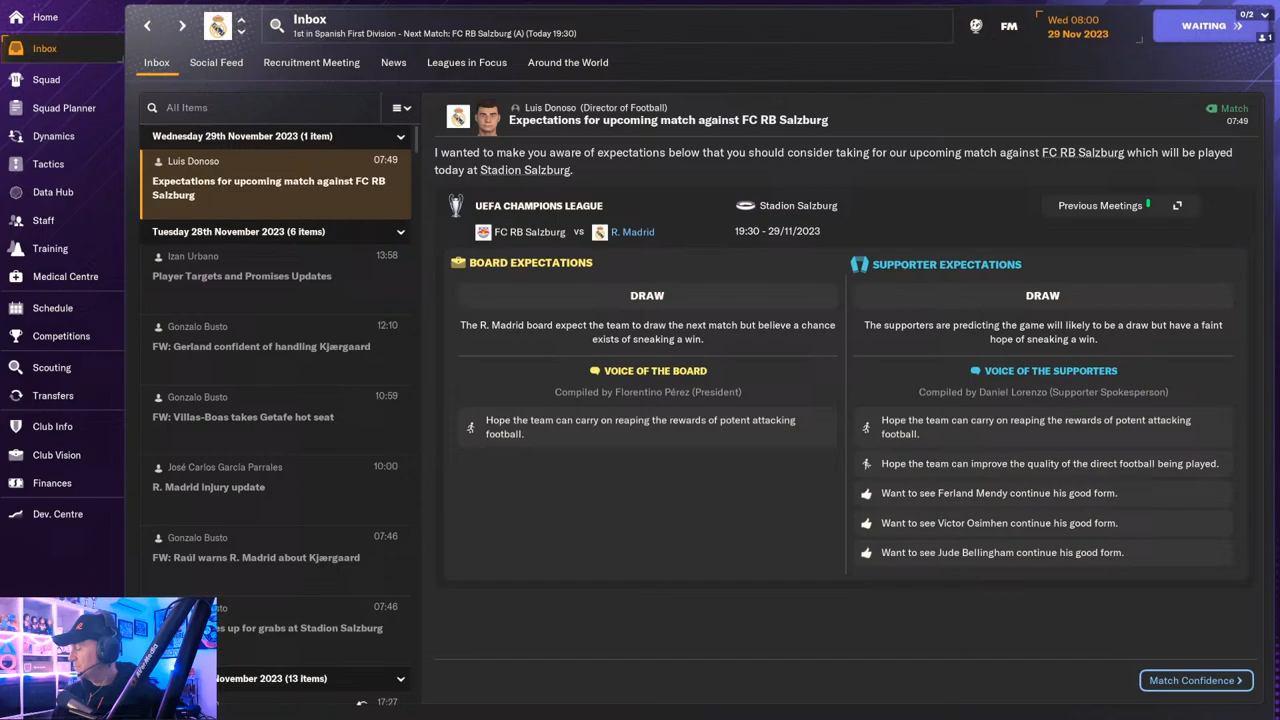 Home
Inbox
Squad
Squad Planner
Dynamics
Tactics
Data Hub
Staff
Training
Medical Centre
Schedule
Competitions
Scouting
Transfers
Club Info
Club Vision
Finances
Dev. Centre
Inbox
1st in Spanish First Division - Next Match: FC RB Salzburg (A) (Today 19:30)
FM
Wed 08:00
29 Nov 2023
WAITING
0/2
1
Inbox
Social Feed
Recruitment Meeting
News
Leagues in Focus
Around the World
All Items
Wednesday 29th November 2023 (1 item)
Luis Donoso 07:49
Expectations for upcoming match against FC RB
Salzburg
Tuesday 28th November 2023 (6 items)
Izan Urbano 13:58
Player Targets and Promises Updates
Gonzalo Busto 12:10
FW: Gerland confident of handling Kjærgaard
Gonzalo Busto 10:59
FW: Villas-Boas takes Getafe hot seat
José Carlos García Parrales 10:00
R. Madrid injury update
Gonzalo Busto 07:46
FW: Raúl warns R. Madrid about Kjærgaard
sto 07:46
es up for grabs at Stadion Salzburg
November 2023 (13 items)
17:27
Luis Donoso (Director of Football)
Expectations for upcoming match against FC RB Salzburg
Match
07:49
I wanted to make you aware of expectations below that you should consider taking for our upcoming match against FC RB Salzburg which will be played
today at Stadion Salzburg.
UEFA CHAMPIONS LEAGUE
Stadion Salzburg
Previous Meetings
FC RB Salzburg vs R. Madrid
19:30 - 29/11/2023
BOARD EXPECTATIONS
DRAW
The R. Madrid board expect the team to draw the next match but believe a chance
exists of sneaking a win.
VOICE OF THE BOARD
Compiled by Florentino Pérez (President)
Hope the team can carry on reaping the rewards of potent attacking
football.
SUPPORTER EXPECTATIONS
DRAW
The supporters are predicting the game will likely to be a draw but have a faint
hope of sneaking a win.
VOICE OF THE SUPPORTERS
Compiled by Daniel Lorenzo (Supporter Spokesperson)
Hope the team can carry on reaping the rewards of potent attacking
football.
Hope the team can improve the quality of the direct football being played.
Want to see Ferland Mendy continue his good form.
Want to see Victor Osimhen continue his good form.
Want to see Jude Bellingham continue his good form.
Match Confidence
AVerMedia